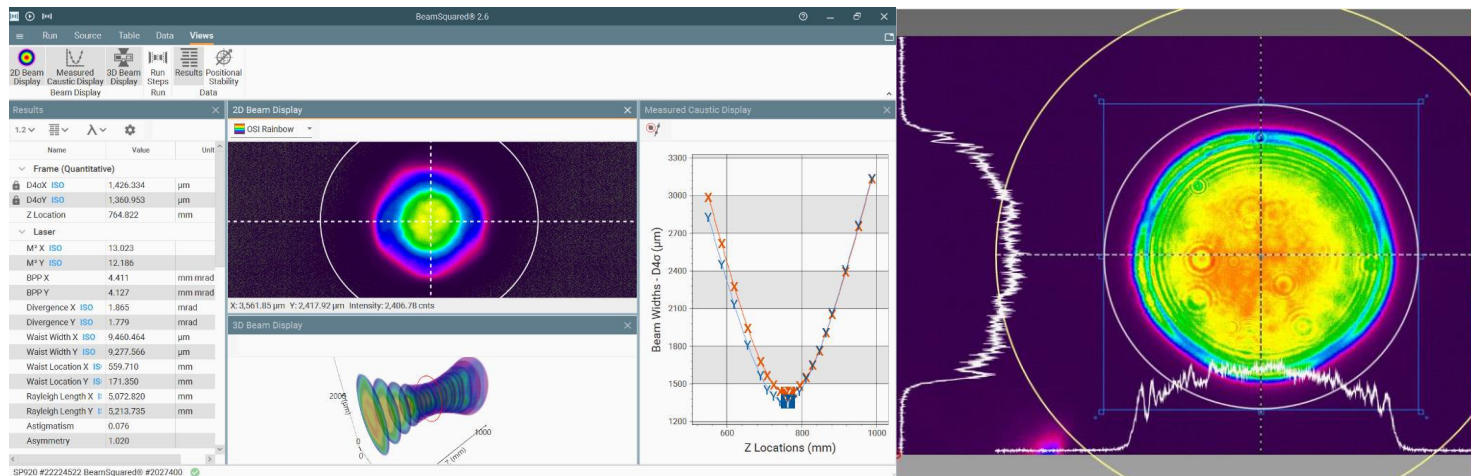 BeamSquared® 2.6
Run Source Table Data Views
2D Beam Display
Measured Caustic Display
3D Beam Display
Run Steps
Results
Positional Stability
Beam Display Run Data
Results
1.2
λ
Name Value Unit
Frame (Quantitative)
D4σX ISO 1,426.334 µm
D4σY ISO 1,360.953 µm
Z Location 764.822 mm
Laser
M² X ISO 13.023
M² Y ISO 12.186
BPP X 4.411 mm mrad
BPP Y 4.127 mm mrad
Divergence X ISO 1.865 mrad
Divergence Y ISO 1.779 mrad
Waist Width X ISO 9,460.464 µm
Waist Width Y ISO 9,277.566 µm
Waist Location X IS 559.710 mm
Waist Location Y IS 171.350 mm
Rayleigh Length X 5,072.820 mm
Rayleigh Length Y 5,213.735 mm
Astigmatism 0.076
Asymmetry 1.020
SP920 #22224522 BeamSquared® #2027400
2D Beam Display
OSI Rainbow
X: 3,561.85 µm Y: 2,417.92 µm Intensity: 2,406.78 cnts
3D Beam Display
2000
(µm)
0
0
Z (mm)
1000
Measured Caustic Display
Beam Widths - D4σ (µm)
3300
3000
2700
2400
2100
1800
1500
1200
600 800 1000
Z Locations (mm)